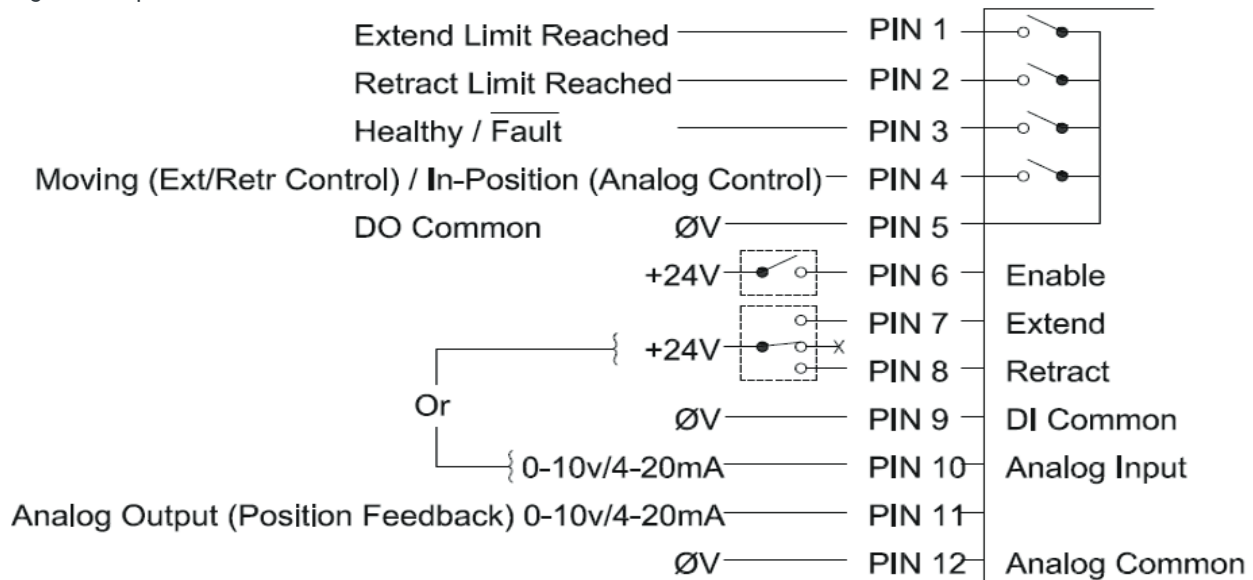 Extend Limit Reached PIN 1
Retract Limit Reached PIN 2
Healthy / Fault PIN 3
Moving (Ext/Retr Control) / In-Position (Analog Control) PIN 4
DO Common ØV PIN 5
+24V PIN 6 Enable
PIN 7 Extend
+24V X
PIN 8 Retract
Or
ØV PIN 9 DI Common
0-10v/4-20mA PIN 10 Analog Input
Analog Output (Position Feedback) 0-10v/4-20mA PIN 11
ØV PIN 12 Analog Common